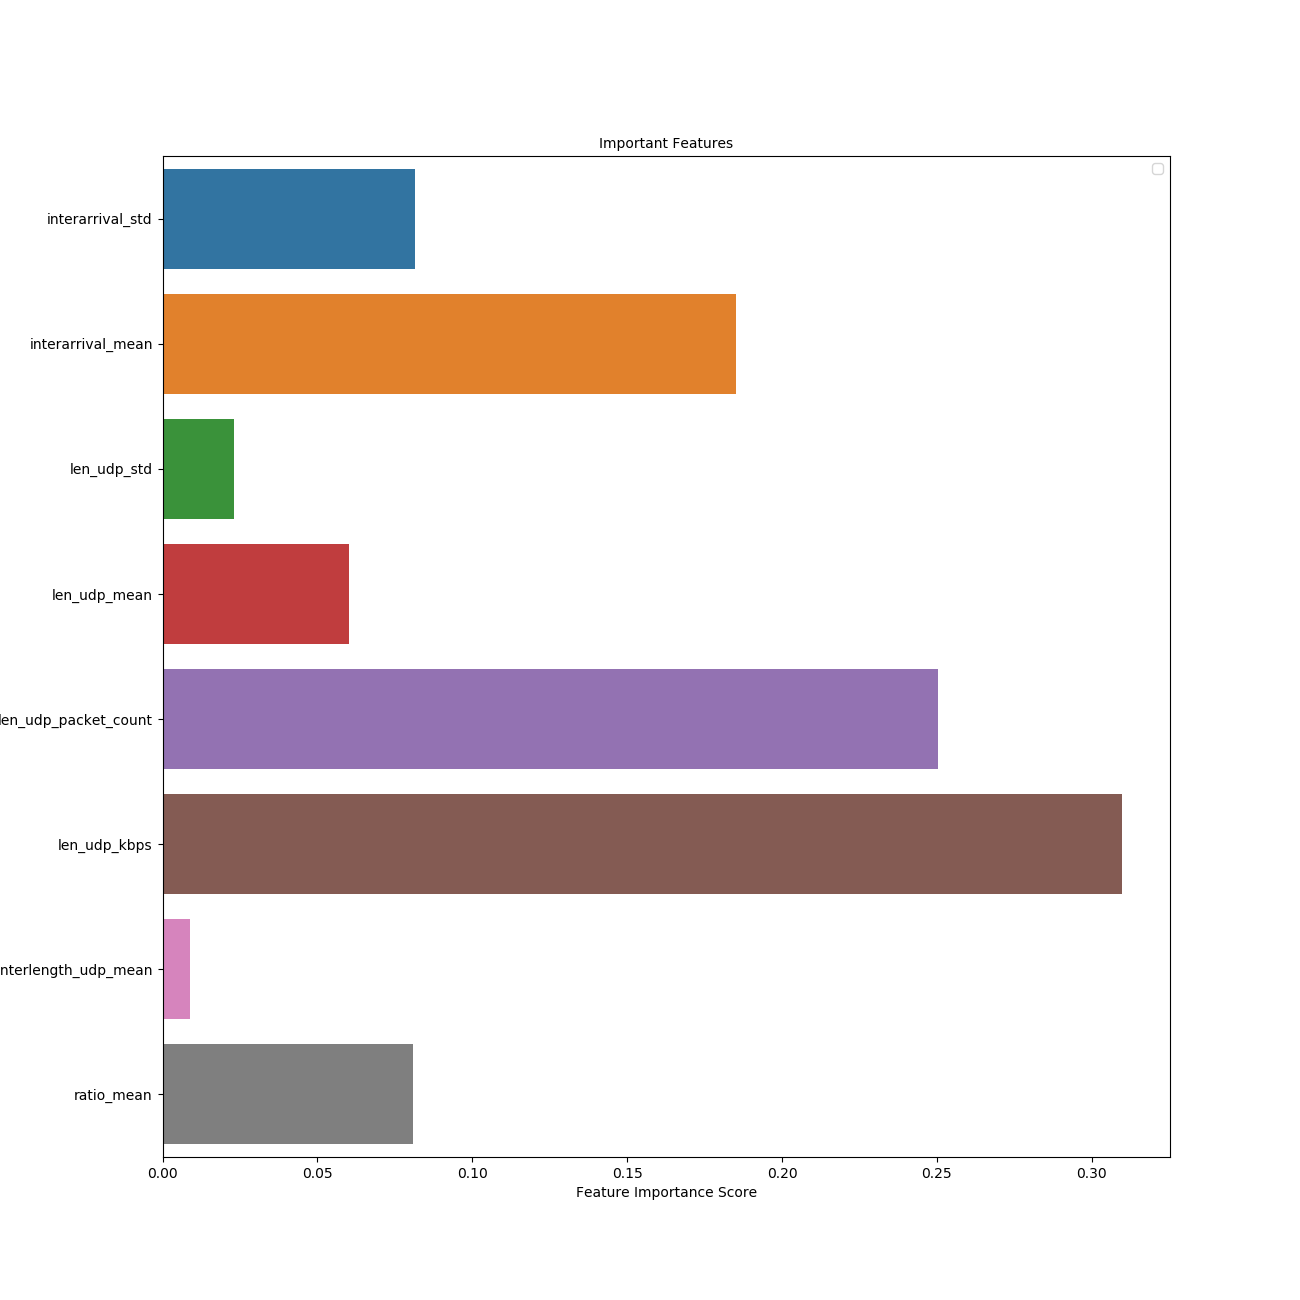 Important Features
interarrival_std
interarrival_mean
len_udp_std
len_udp_mean
len_udp_packet_count
len_udp_kbps
nterlength_udp_mean
ratio_mean
0.00 0.05 0.10 0.15 0.20 0.25 0.30
Feature Importance Score